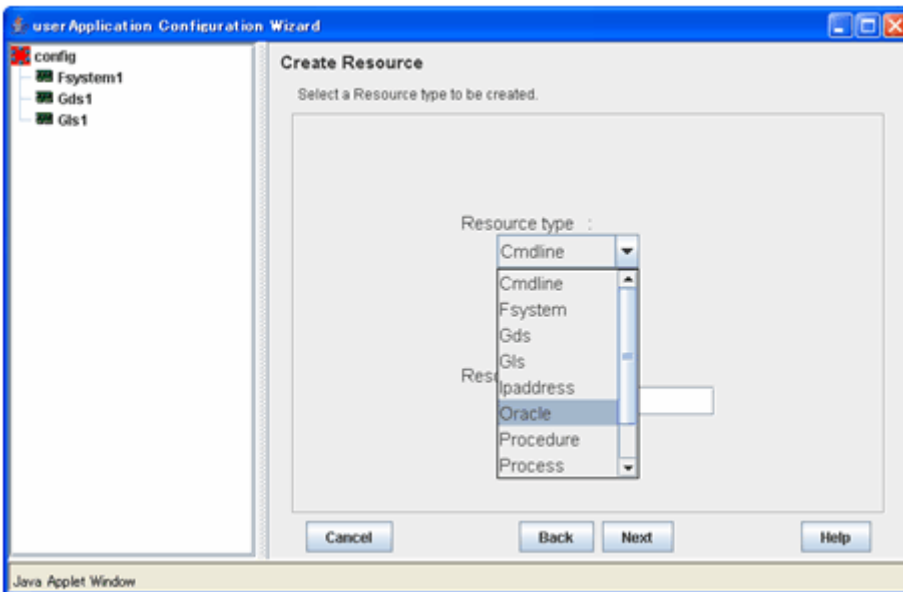 userApplication Configuration Wizard
config
Fsystem1
Gds1
Gls1
Create Resource
Select a Resource type to be created.
Resource type :
Cmdline
Cmdline
Fsystem
Gds
Gls
Ipaddress
Oracle
Procedure
Process
Cancel
Back
Next
Help
Java Applet Window